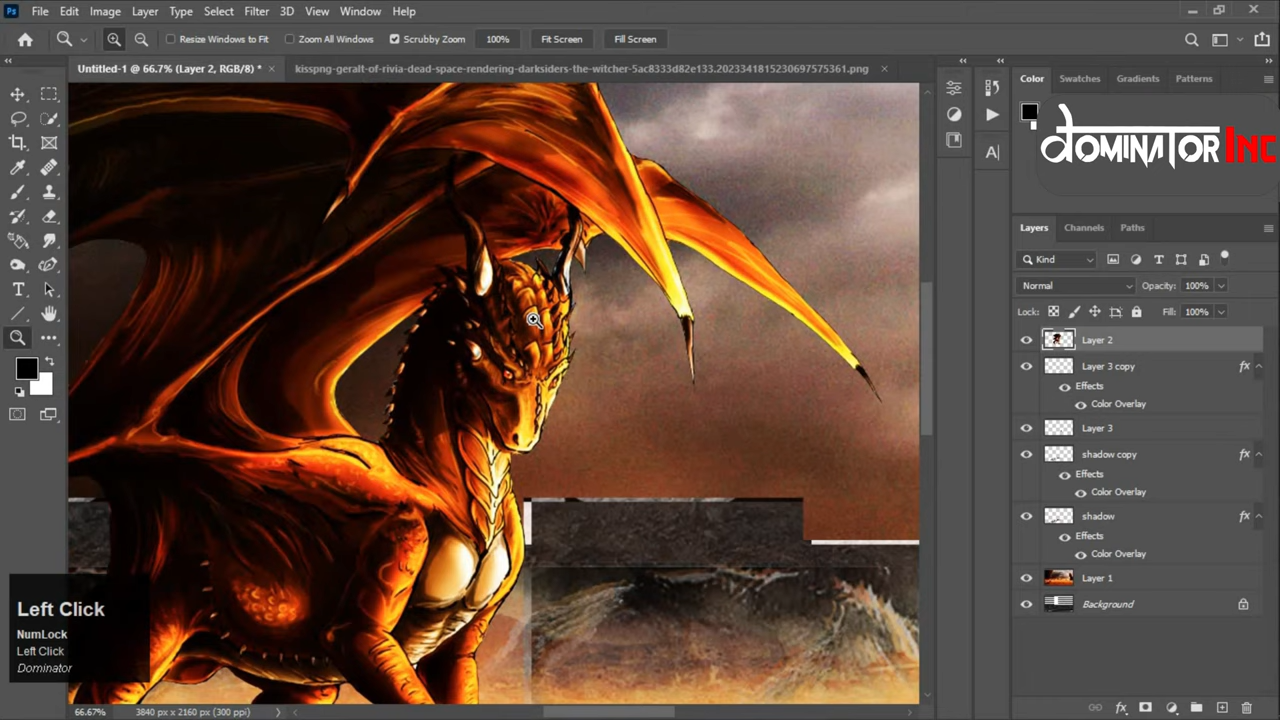 Ps File Edit Image Layer Type Select Filter 3D View Window Help
Resize Windows to Fit Zoom All Windows Scrubby Zoom 100% Fit Screen Fill Screen
Untitled-1 @ 66.7% (Layer 2, RGB/8) * × kisspng-geralt-of-rivia-dead-space-rendering-darksiders-the-witcher-5ac8333d82e133.2023341815230697575361.png ×
Color Swatches Gradients Patterns
DOMINATOR Inc
Layers Channels Paths
Kind
Normal Opacity: 100%
Lock: Fill: 100%
Layer 2
Layer 3 copy fx
Effects
Color Overlay
Layer 3
shadow copy fx
Effects
Color Overlay
shadow fx
Effects
Color Overlay
Layer 1
Background
Left Click
NumLock
Left Click
Dominator
66.67% 3840 px x 2160 px (300 ppi)